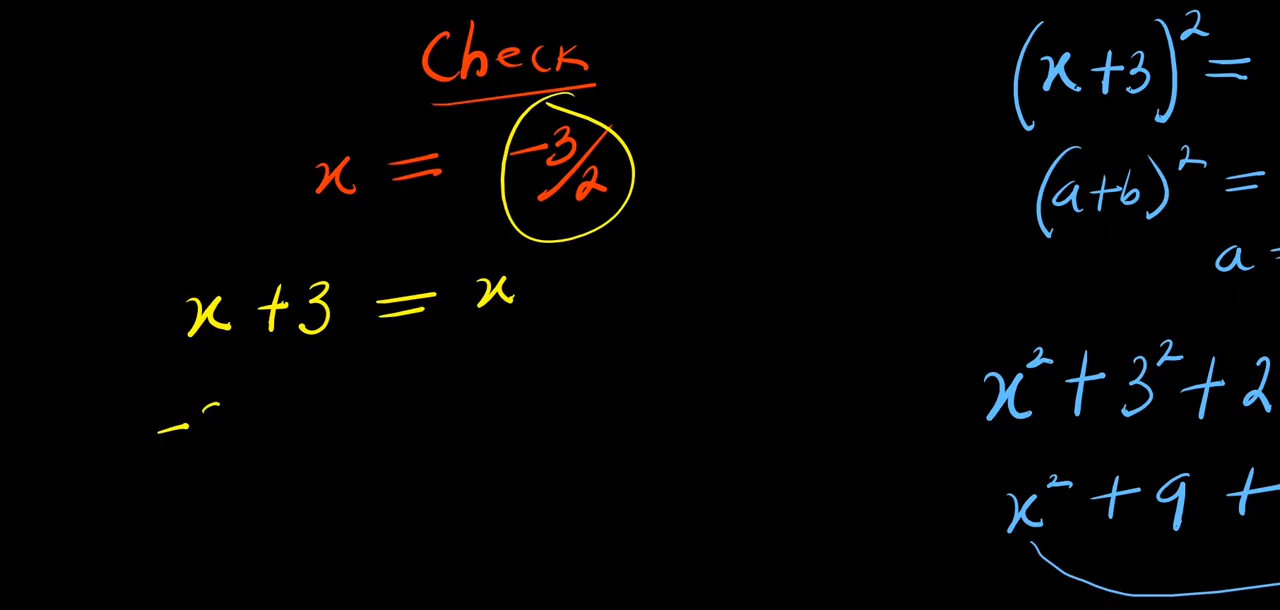 Check
x = -3/2
x + 3 = x
-
(x+3)² =
(a+b)² =
a =
x² + 3² + 2
x² + 9 +